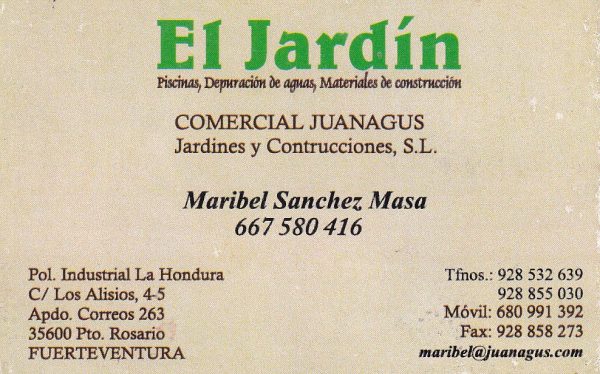 El Jardín
Piscinas, Depuración de aguas, Materiales de construcción
COMERCIAL JUANAGUS
Jardines y Contrucciones, S.L.
Maribel Sanchez Masa
667 580 416
Pol. Industrial La Hondura
C/ Los Alisios, 4-5
Apdo. Correos 263
35600 Pto. Rosario
FUERTEVENTURA
Tfnos.: 928 532 639
928 855 030
Móvil: 680 991 392
Fax: 928 858 273
maribel@juanagus.com